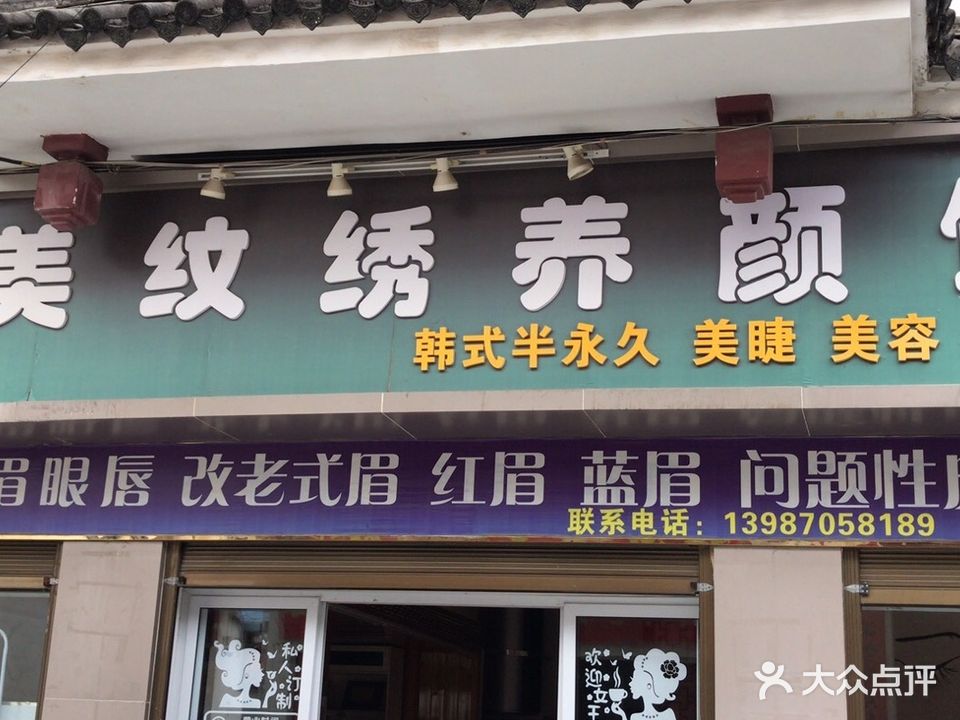 美纹绣养颜
韩式半永久 美睫 美容
眉眼唇 改老式眉 红眉 蓝眉 问题性
联系电话：13987058189
私人订制
欢迎女王
大众点评